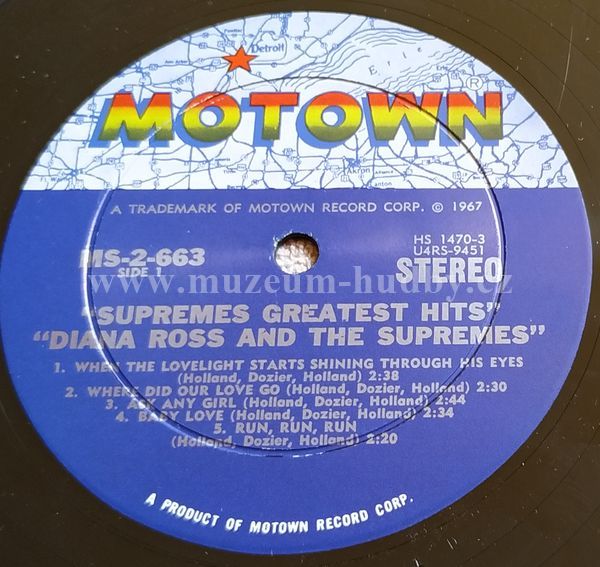 Detroit
Erie
MOTOWN®
Akron
Canton
A TRADEMARK OF MOTOWN RECORD CORP. © 1967
MS-2-663
SIDE 1
HS 1470-3
U4RS-9451
STEREO
www.muzeum-hudby.cz
"SUPREMES GREATEST HITS"
"DIANA ROSS AND THE SUPREMES"
1. WHEN THE LOVELIGHT STARTS SHINING THROUGH HIS EYES
(Holland, Dozier, Holland) 2:38
2. WHERE DID OUR LOVE GO (Holland, Dozier, Holland) 2:30
3. ASK ANY GIRL (Holland, Dozier, Holland) 2:44
4. BABY LOVE (Holland, Dozier, Holland) 2:34
5. RUN, RUN, RUN
(Holland, Dozier, Holland) 2:20
A PRODUCT OF MOTOWN RECORD CORP.